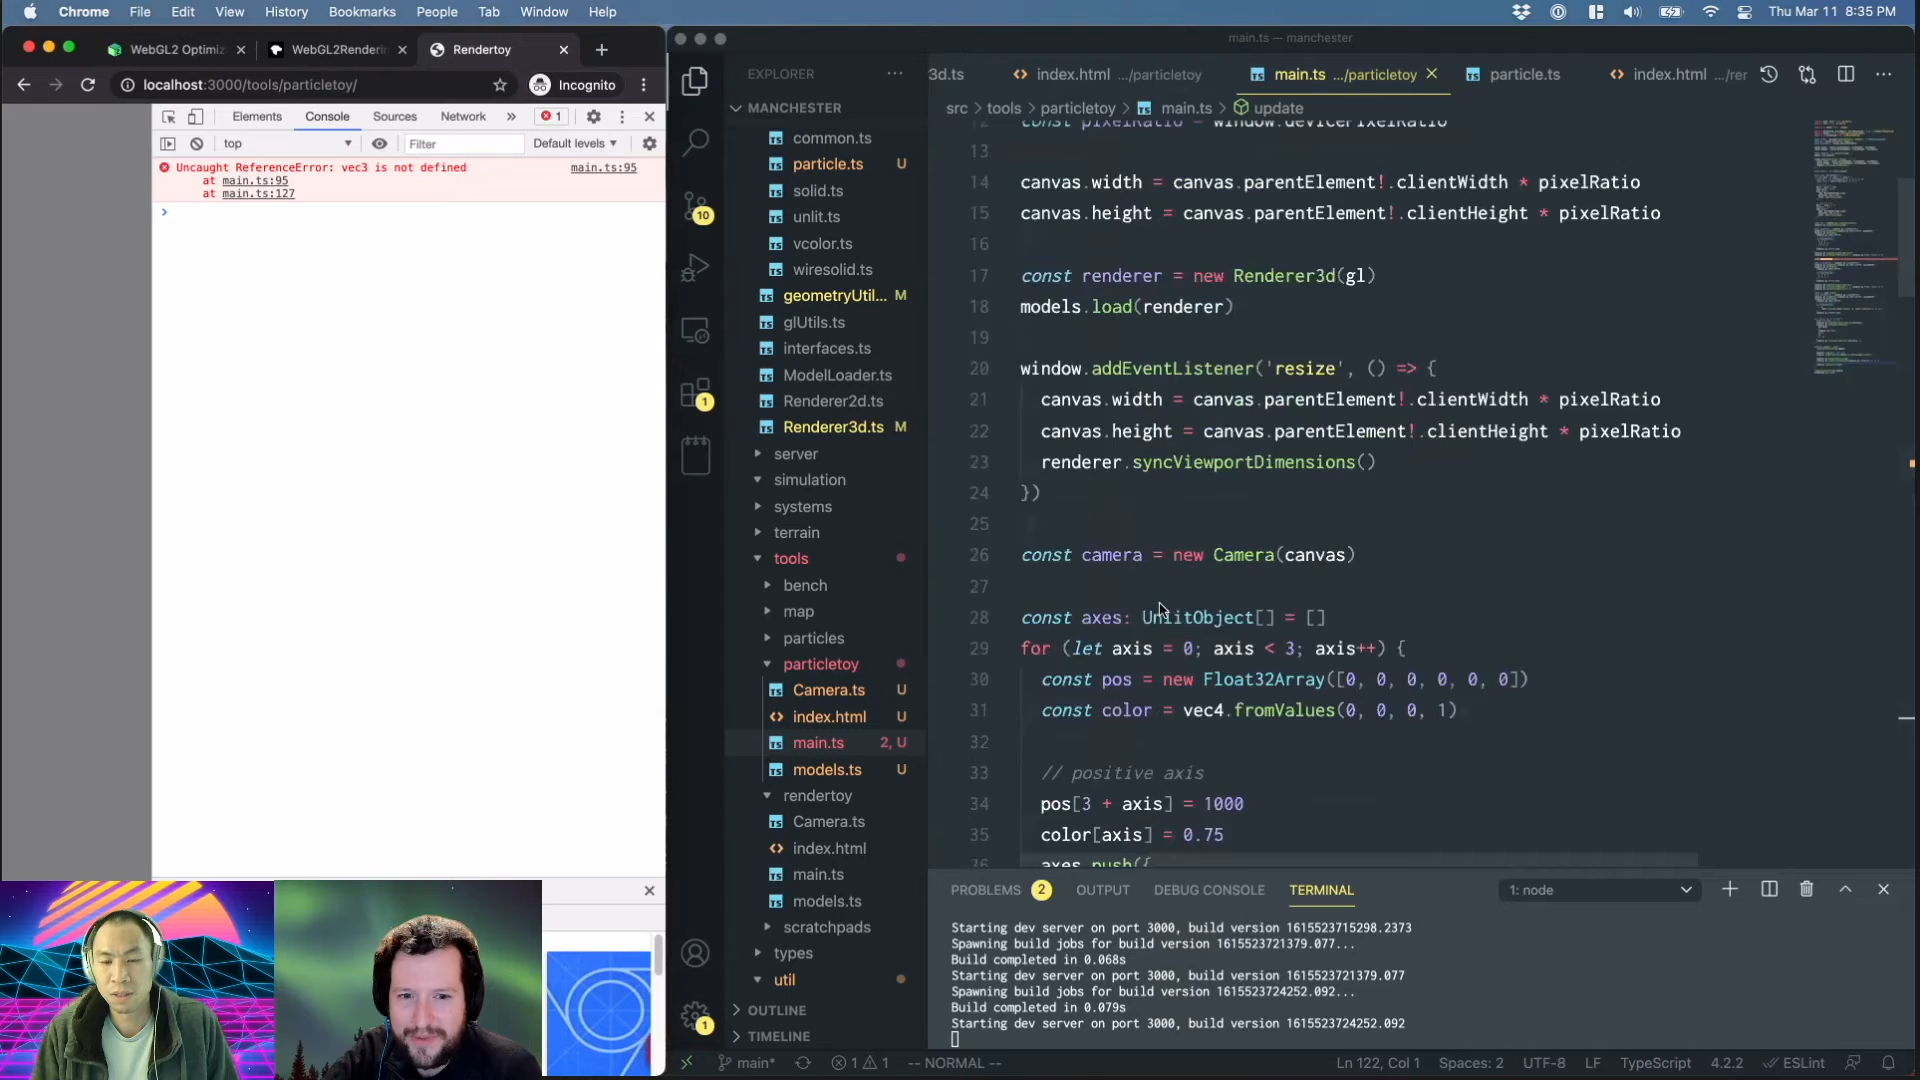 Chrome File Edit View History Bookmarks People Tab Window Help Thu Mar 11 8:35 PM
WebGL2 Optimiz WebGL2Renderin Rendertoy
localhost:3000/tools/particletoy/ Incognito
Elements Console Sources Network » 1
top Filter Default levels
Uncaught ReferenceError: vec3 is not defined main.ts:95
at main.ts:95
at main.ts:127
main.ts — manchester
3d.ts index.html .../particletoy main.ts .../particletoy particle.ts index.html .../rer
src › tools › particletoy › main.ts › update
EXPLORER
MANCHESTER
common.ts
particle.ts U
solid.ts
unlit.ts
vcolor.ts
wiresolid.ts
geometryUtil... M
glUtils.ts
interfaces.ts
ModelLoader.ts
Renderer2d.ts
Renderer3d.ts M
server
simulation
systems
terrain
tools
bench
map
particles
particletoy
Camera.ts U
index.html U
main.ts 2, U
models.ts U
rendertoy
Camera.ts
index.html
main.ts
models.ts
scratchpads
types
util
OUTLINE
TIMELINE
10
1
1
12 const pixelRatio = window.devicePixelRatio
13
14 canvas.width = canvas.parentElement!.clientWidth * pixelRatio
15 canvas.height = canvas.parentElement!.clientHeight * pixelRatio
16
17 const renderer = new Renderer3d(gl)
18 models.load(renderer)
19
20 window.addEventListener('resize', () => {
21 canvas.width = canvas.parentElement!.clientWidth * pixelRatio
22 canvas.height = canvas.parentElement!.clientHeight * pixelRatio
23 renderer.syncViewportDimensions()
24 })
25
26 const camera = new Camera(canvas)
27
28 const axes: UnlitObject[] = []
29 for (let axis = 0; axis < 3; axis++) {
30 const pos = new Float32Array([0, 0, 0, 0, 0, 0])
31 const color = vec4.fromValues(0, 0, 0, 1)
32
33 // positive axis
34 pos[3 + axis] = 1000
35 color[axis] = 0.75
36 axes.push({
PROBLEMS 2 OUTPUT DEBUG CONSOLE TERMINAL 1: node
Starting dev server on port 3000, build version 1615523715298.2373
Spawning build jobs for build version 1615523721379.077...
Build completed in 0.068s
Starting dev server on port 3000, build version 1615523721379.077
Spawning build jobs for build version 1615523724252.092...
Build completed in 0.079s
Starting dev server on port 3000, build version 1615523724252.092
main* 1 1 -- NORMAL -- Ln 122, Col 1 Spaces: 2 UTF-8 LF TypeScript 4.2.2 ESLint